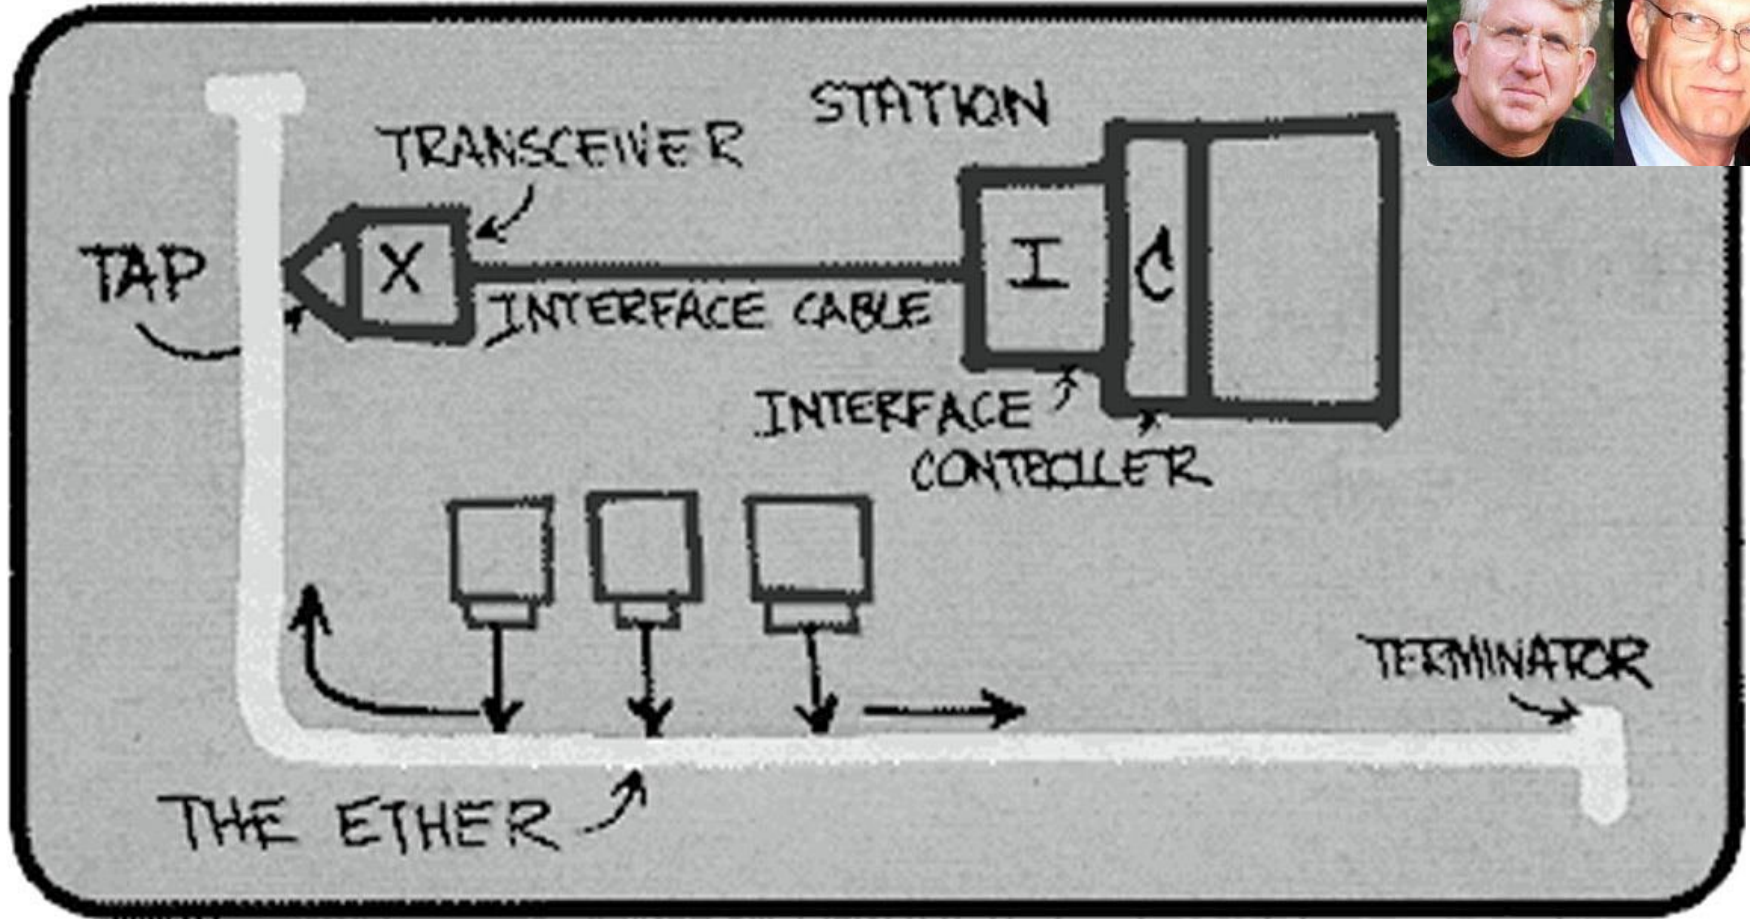 STATION
TRANSCEIVER
TAP
X
I
C
INTERFACE CABLE
INTERFACE
CONTROLLER
TERMINATOR
THE ETHER